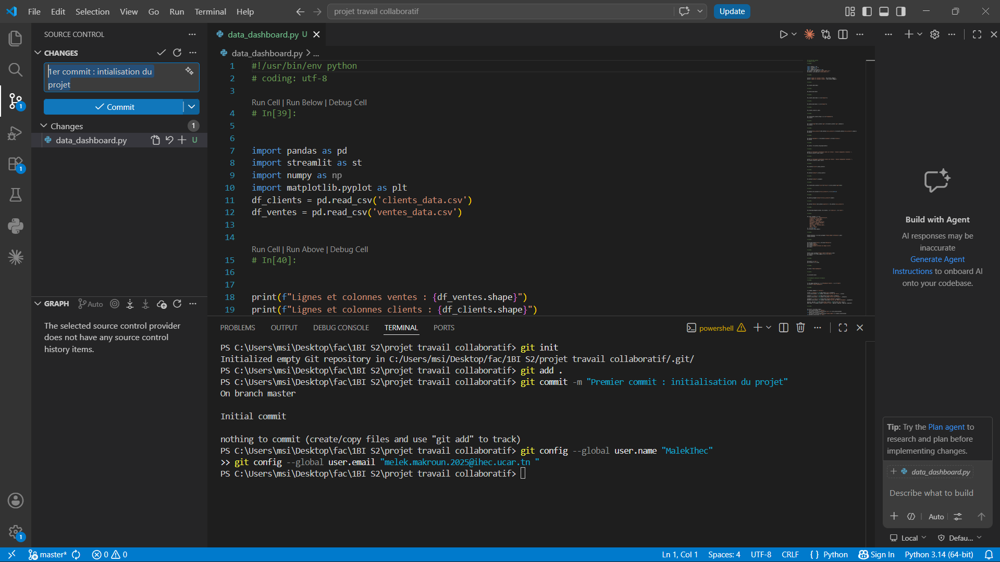 File Edit Selection View Go Run Terminal Help
projet travail collaboratif
Update
SOURCE CONTROL
CHANGES
1er commit : intialisation du
projet
Commit
Changes 1
data_dashboard.py U
1
1
GRAPH Auto
The selected source control provider
does not have any source control
history items.
1
data_dashboard.py U
data_dashboard.py > ...
1 #!/usr/bin/env python
2 # coding: utf-8
3
Run Cell | Run Below | Debug Cell
4 # In[39]:
5
6
7 import pandas as pd
8 import streamlit as st
9 import numpy as np
10 import matplotlib.pyplot as plt
11 df_clients = pd.read_csv('clients_data.csv')
12 df_ventes = pd.read_csv('ventes_data.csv')
13
14
Run Cell | Run Above | Debug Cell
15 # In[40]:
16
17
18 print(f"Lignes et colonnes ventes : {df_ventes.shape}")
19 print(f"Lignes et colonnes clients : {df_clients.shape}")
PROBLEMS OUTPUT DEBUG CONSOLE TERMINAL PORTS
powershell
PS C:\Users\msi\Desktop\fac\1BI S2\projet travail collaboratif> git init
Initialized empty Git repository in C:/Users/msi/Desktop/fac/1BI S2/projet travail collaboratif/.git/
PS C:\Users\msi\Desktop\fac\1BI S2\projet travail collaboratif> git add .
PS C:\Users\msi\Desktop\fac\1BI S2\projet travail collaboratif> git commit -m "Premier commit : initialisation du projet"
On branch master
Initial commit
nothing to commit (create/copy files and use "git add" to track)
PS C:\Users\msi\Desktop\fac\1BI S2\projet travail collaboratif> git config --global user.name "MalekIhec"
>> git config --global user.email "melek.makroun.2025@ihec.ucar.tn "
PS C:\Users\msi\Desktop\fac\1BI S2\projet travail collaboratif>
Build with Agent
AI responses may be
inaccurate
Generate Agent
Instructions to onboard AI
onto your codebase.
Tip: Try the Plan agent to
research and plan before
implementing changes.
data_dashboard.py
Describe what to build
Auto
Local Defau...
master* 0 0
Ln 1, Col 1 Spaces: 4 UTF-8 CRLF { } Python Sign In Python 3.14 (64-bit)